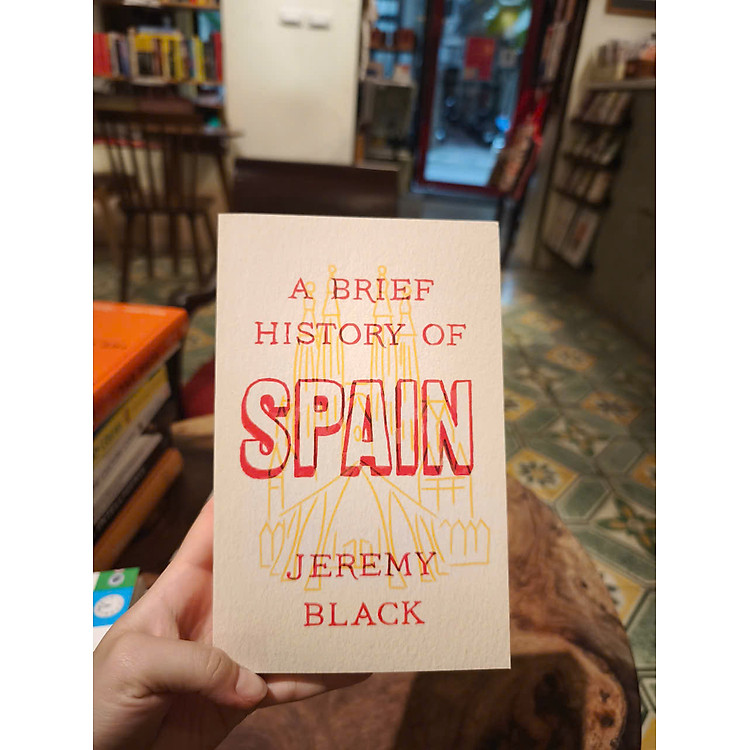 A BRIEF
HISTORY OF
SPAIN
JEREMY
BLACK